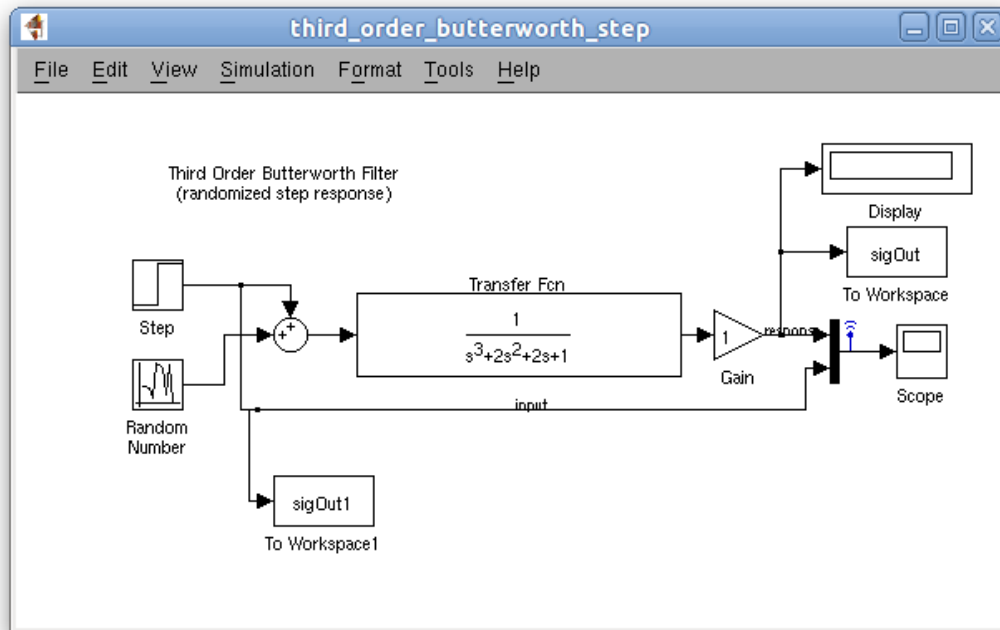 third_order_butterworth_step
File Edit View Simulation Format Tools Help
Third Order Butterworth Filter
(randomized step response)
Display
sigOut
To Workspace
Step
Transfer Fcn
1
s³+2s²+2s+1
1
Gain
Scope
input
Random
Number
sigOut1
To Workspace1